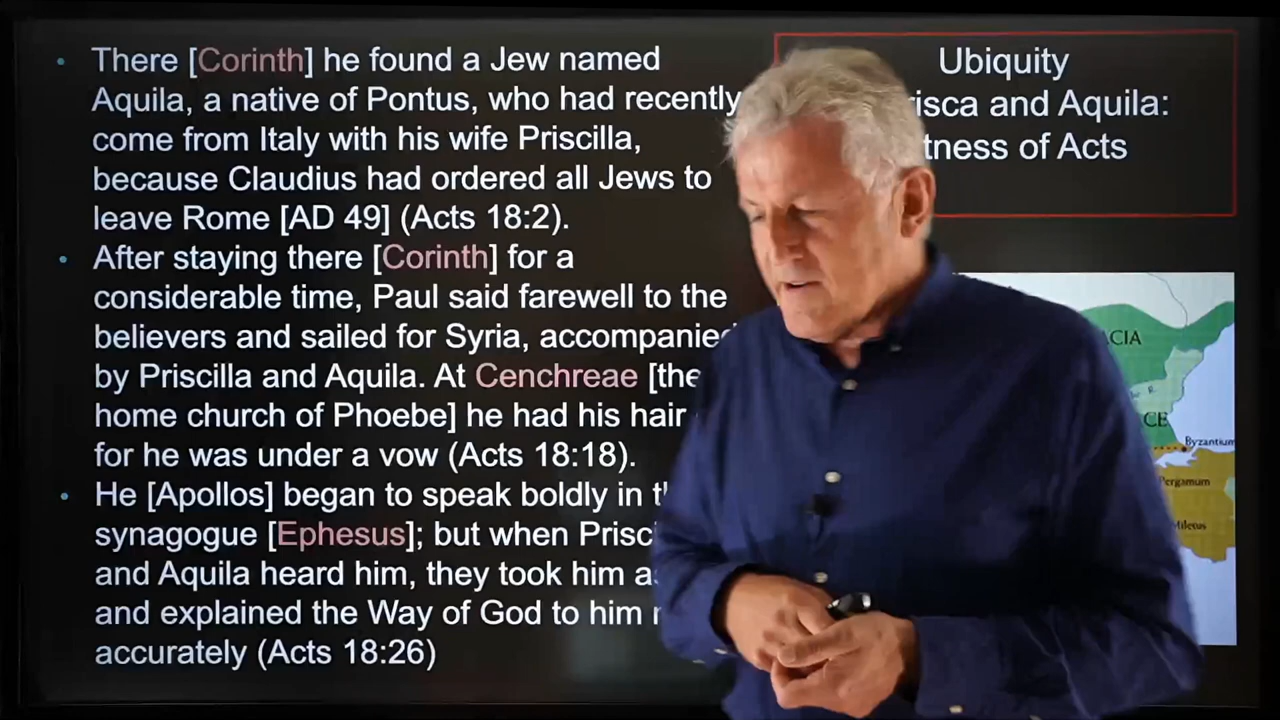 • There [Corinth] he found a Jew named
Aquila, a native of Pontus, who had recently
come from Italy with his wife Priscilla,
because Claudius had ordered all Jews to
leave Rome [AD 49] (Acts 18:2).
• After staying there [Corinth] for a
considerable time, Paul said farewell to the
believers and sailed for Syria, accompanied
by Priscilla and Aquila. At Cenchreae [the
home church of Phoebe] he had his hair
for he was under a vow (Acts 18:18).
• He [Apollos] began to speak boldly in
synagogue [Ephesus]; but when
and Aquila heard him, they took him
and explained the Way of God to him
accurately (Acts 18:26)
Ubiquity
and Aquila:
of Acts
Byzantium
Pergamum
Miletus